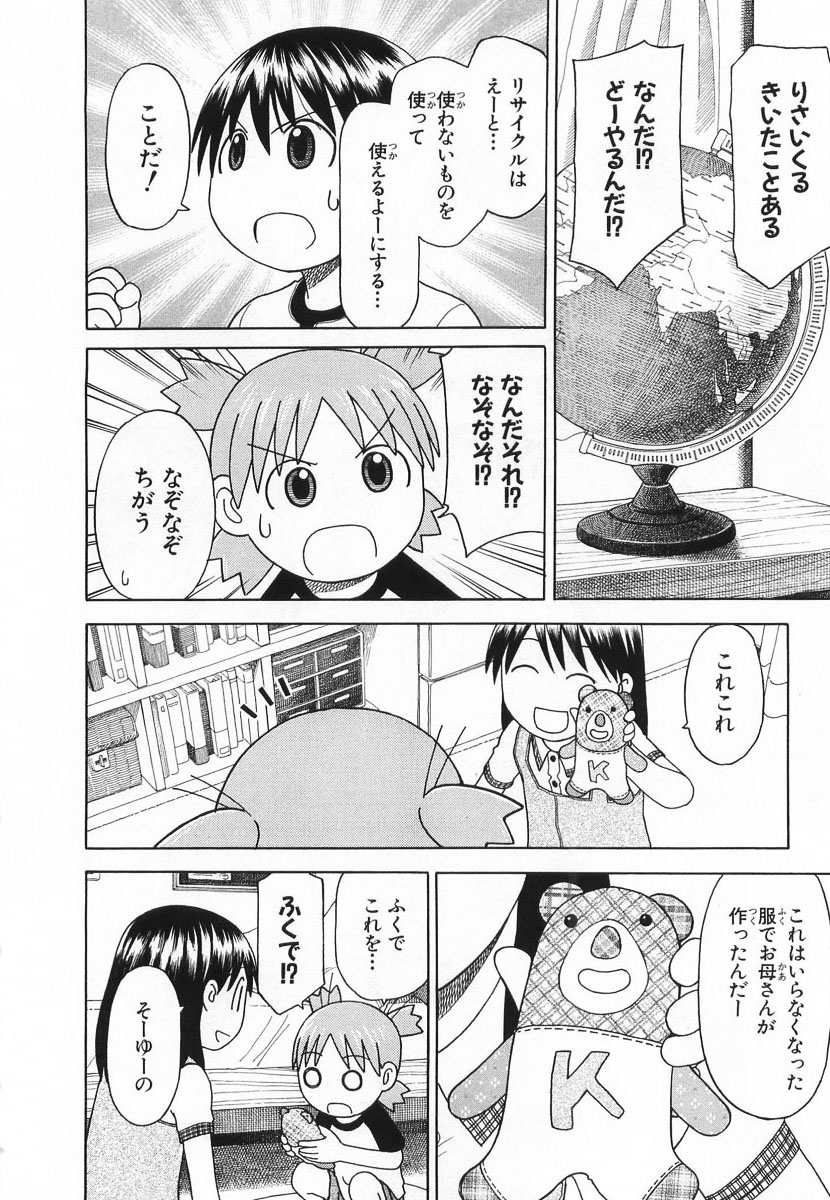 りさいくる
きいたことある
なんだ!?
どーやるんだ!?
リサイクルは
えーと…
使わないものを
使って
使えるよーにする…
ことだ!
なんだそれ!?
なぞなぞ!?
なぞなぞ
ちがう
これこれ
これはいらなくなった
服でお母さんが
作ったんだー
K
K
ふくで
これを…
ふくで!?
そーゆーの